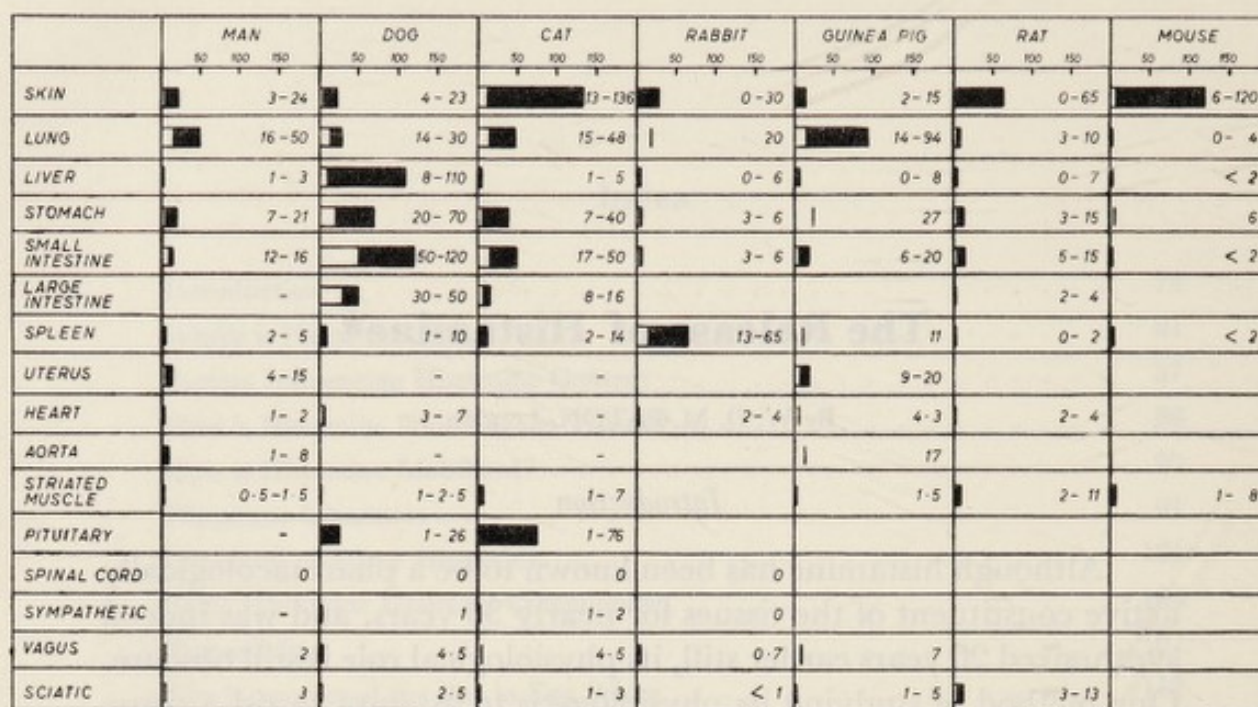 MAN DOG CAT RABBIT GUINEA PIG RAT MOUSE
50 100 150 50 100 150 50 100 150 50 100 150 50 100 150 50 100 150 50 100 150
SKIN 3-24 4-23 13-136 0-30 2-15 0-65 6-120
LUNG 16-50 14-30 15-48 20 14-94 3-10 0-4
LIVER 1-3 8-110 1-5 0-6 0-8 0-7 <2
STOMACH 7-21 20-70 7-40 3-6 27 3-15 6
SMALL
INTESTINE 12-16 50-120 17-50 3-6 6-20 5-15 <2
LARGE
INTESTINE - 30-50 8-16 2-4
SPLEEN 2-5 1-10 2-14 13-65 11 0-2 <2
UTERUS 4-15 - 9-20
HEART 1-2 3-7 2-4 4·3 2-4
AORTA 1-8 - - 17
STRIATED
MUSCLE 0·5-1·5 1-2·5 1-7 1·5 2-11 1-8
PITUITARY - 1-26 1-76
SPINAL CORD 0 0 0 0
SYMPATHETIC 7 1 1-2 0
VAGUS 2 4·5 4-5 0·7 7
SCIATIC 3 2·5 1-3 <1 1-5 3-13